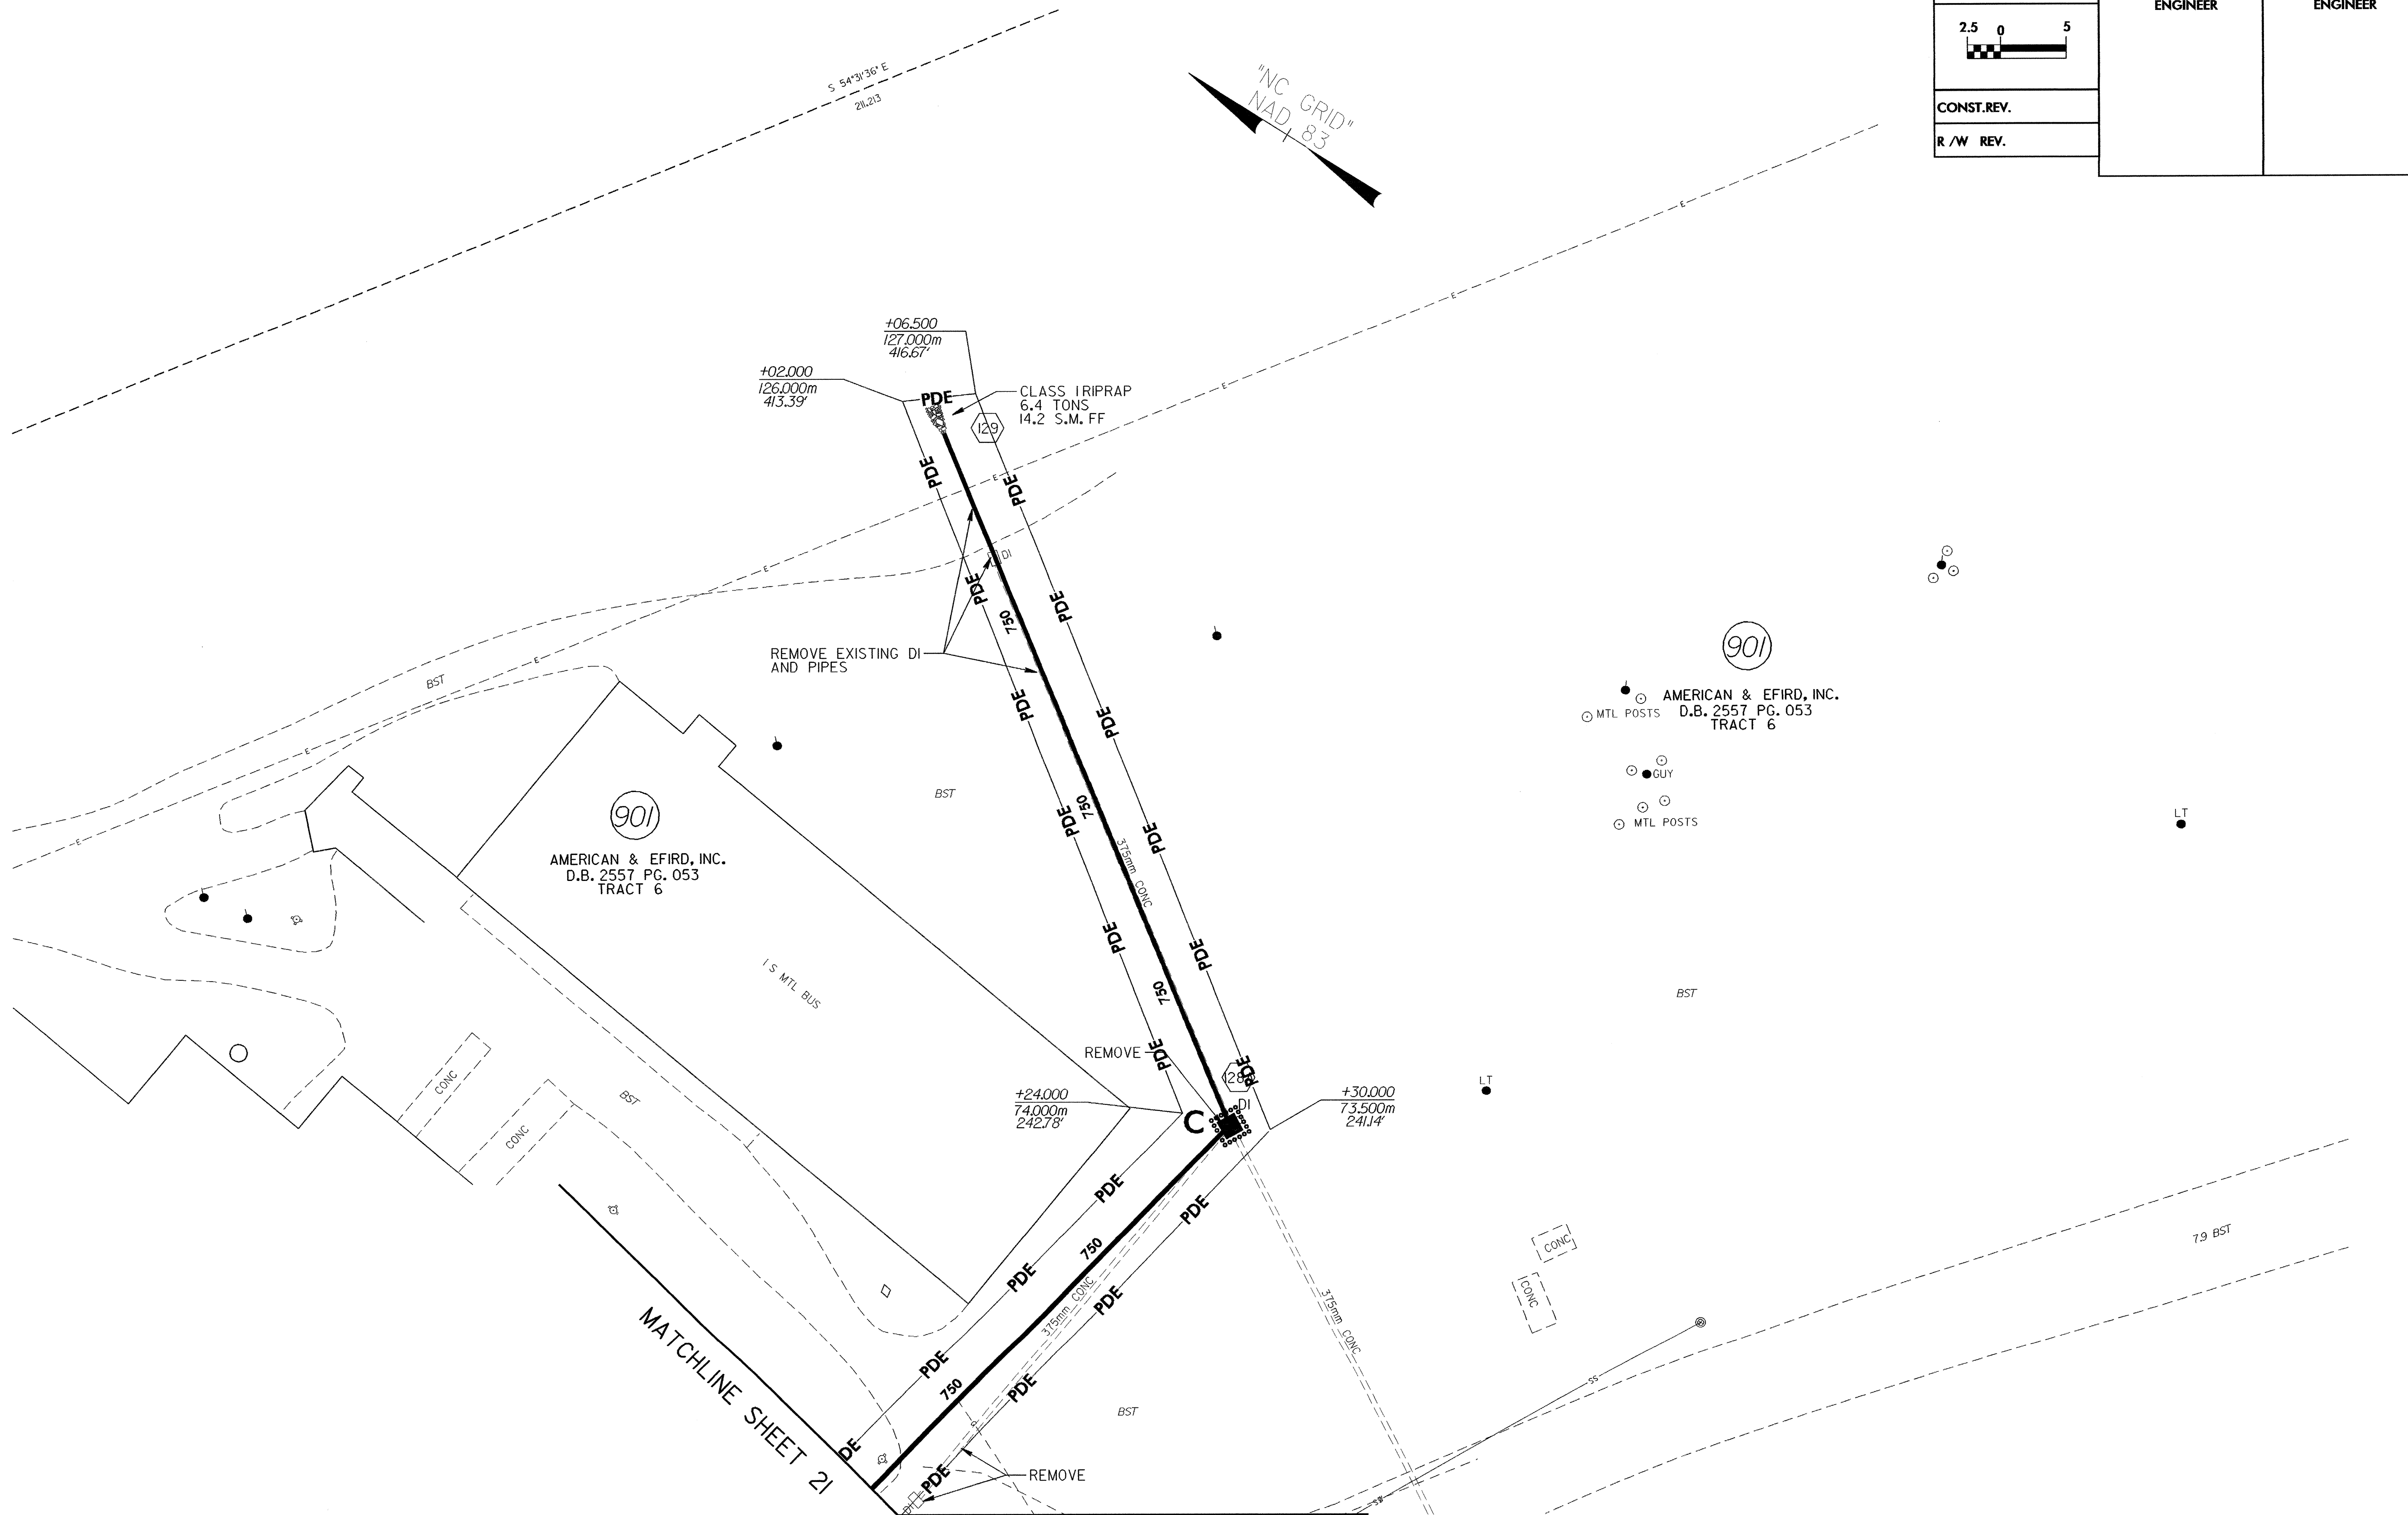 ENGINEER
ENGINEER
2.5 0 5
CONST.REV.
R /W REV.
S 54°31'36" E
211.213
"NC GRID"
NAD 83
E
E
E
E
E
E
E
E
+06.500
127.000m
416.67'
+02.000
126.000m
413.39'
PDE
CLASS I RIPRAP
6.4 TONS
14.2 S.M. FF
129
PDE
PDE
DI
PDE
PDE
750
REMOVE EXISTING DI
AND PIPES
PDE
PDE
BST
901
AMERICAN & EFIRD, INC.
D.B. 2557 PG. 053
TRACT 6
MTL POSTS
GUY
MTL POSTS
LT
BST
750
PDE
PDE
375mm CONC
901
AMERICAN & EFIRD, INC.
D.B. 2557 PG. 053
TRACT 6
1 S MTL BUS
PDE
PDE
750
BST
REMOVE
PDE
PDE
128
DI
C
+24.000
74.000m
242.78'
+30.000
73.500m
241.14'
LT
CONC
CONC
BST
PDE
PDE
750
PDE
PDE
375mm CONC
375mm CONC
CONC
CONC
7.9 BST
PDE
PDE
750
BST
SS
SS
MATCHLINE SHEET 21
DE
PDE
REMOVE
DI